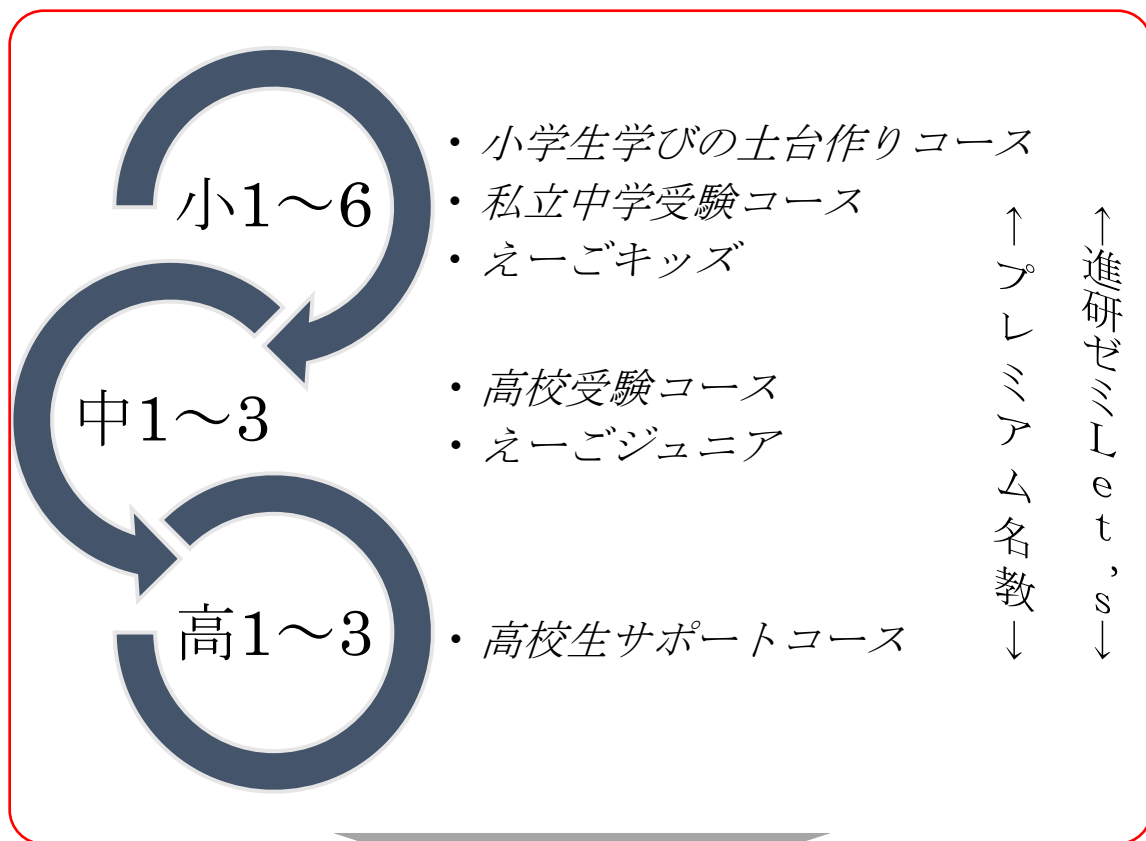 小1～6
・小学生学びの土台作りコース
・私立中学受験コース
・えーごキッズ
中1～3
・高校受験コース
・えーごジュニア
高1～3
・高校生サポートコース
←プレミアム名教→
←進研ゼミLet’s→